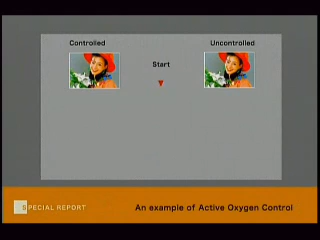 Controlled
Uncontrolled
Start
SPECIAL REPORT
An example of Active Oxygen Control